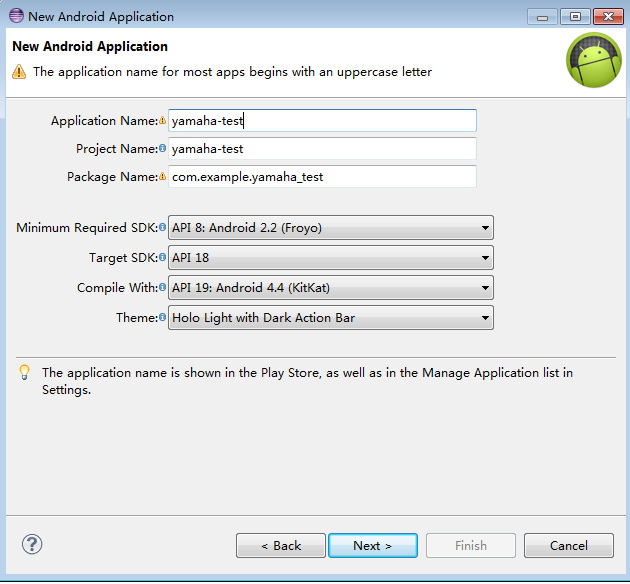 New Android Application
New Android Application
The application name for most apps begins with an uppercase letter
Application Name: yamaha-test
Project Name: yamaha-test
Package Name: com.example.yamaha_test
Minimum Required SDK: API 8: Android 2.2 (Froyo)
Target SDK: API 18
Compile With: API 19: Android 4.4 (KitKat)
Theme: Holo Light with Dark Action Bar
The application name is shown in the Play Store, as well as in the Manage Application list in
Settings.
? < Back Next > Finish Cancel